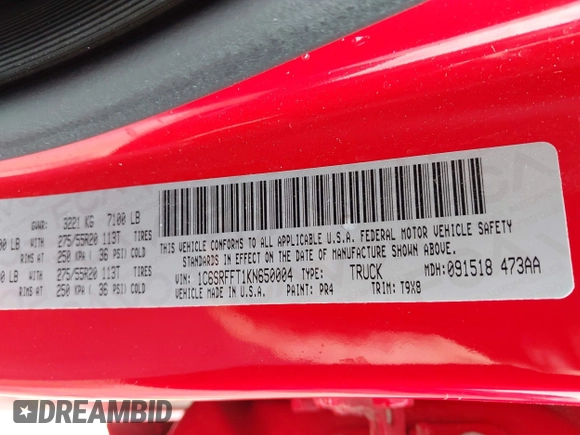 GVWR: 3221 KG 7100 LB
00 LB WITH 275/55R20 113T TIRES
RIMS AT 250 KPA ( 36 PSI) COLD
00 LB WITH 275/55R20 113T TIRES
RIMS AT 250 KPA ( 36 PSI) COLD
THIS VEHICLE CONFORMS TO ALL APPLICABLE U.S.A. FEDERAL MOTOR VEHICLE SAFETY
STANDARDS IN EFFECT ON THE DATE OF MANUFACTURE SHOWN ABOVE.
VIN: 1C6SRFFT1KN650004 TYPE: TRUCK MDH: 091518 473AA
VEHICLE MADE IN U.S.A. PAINT: PR4 TRIM: T9X8
DREAMBID